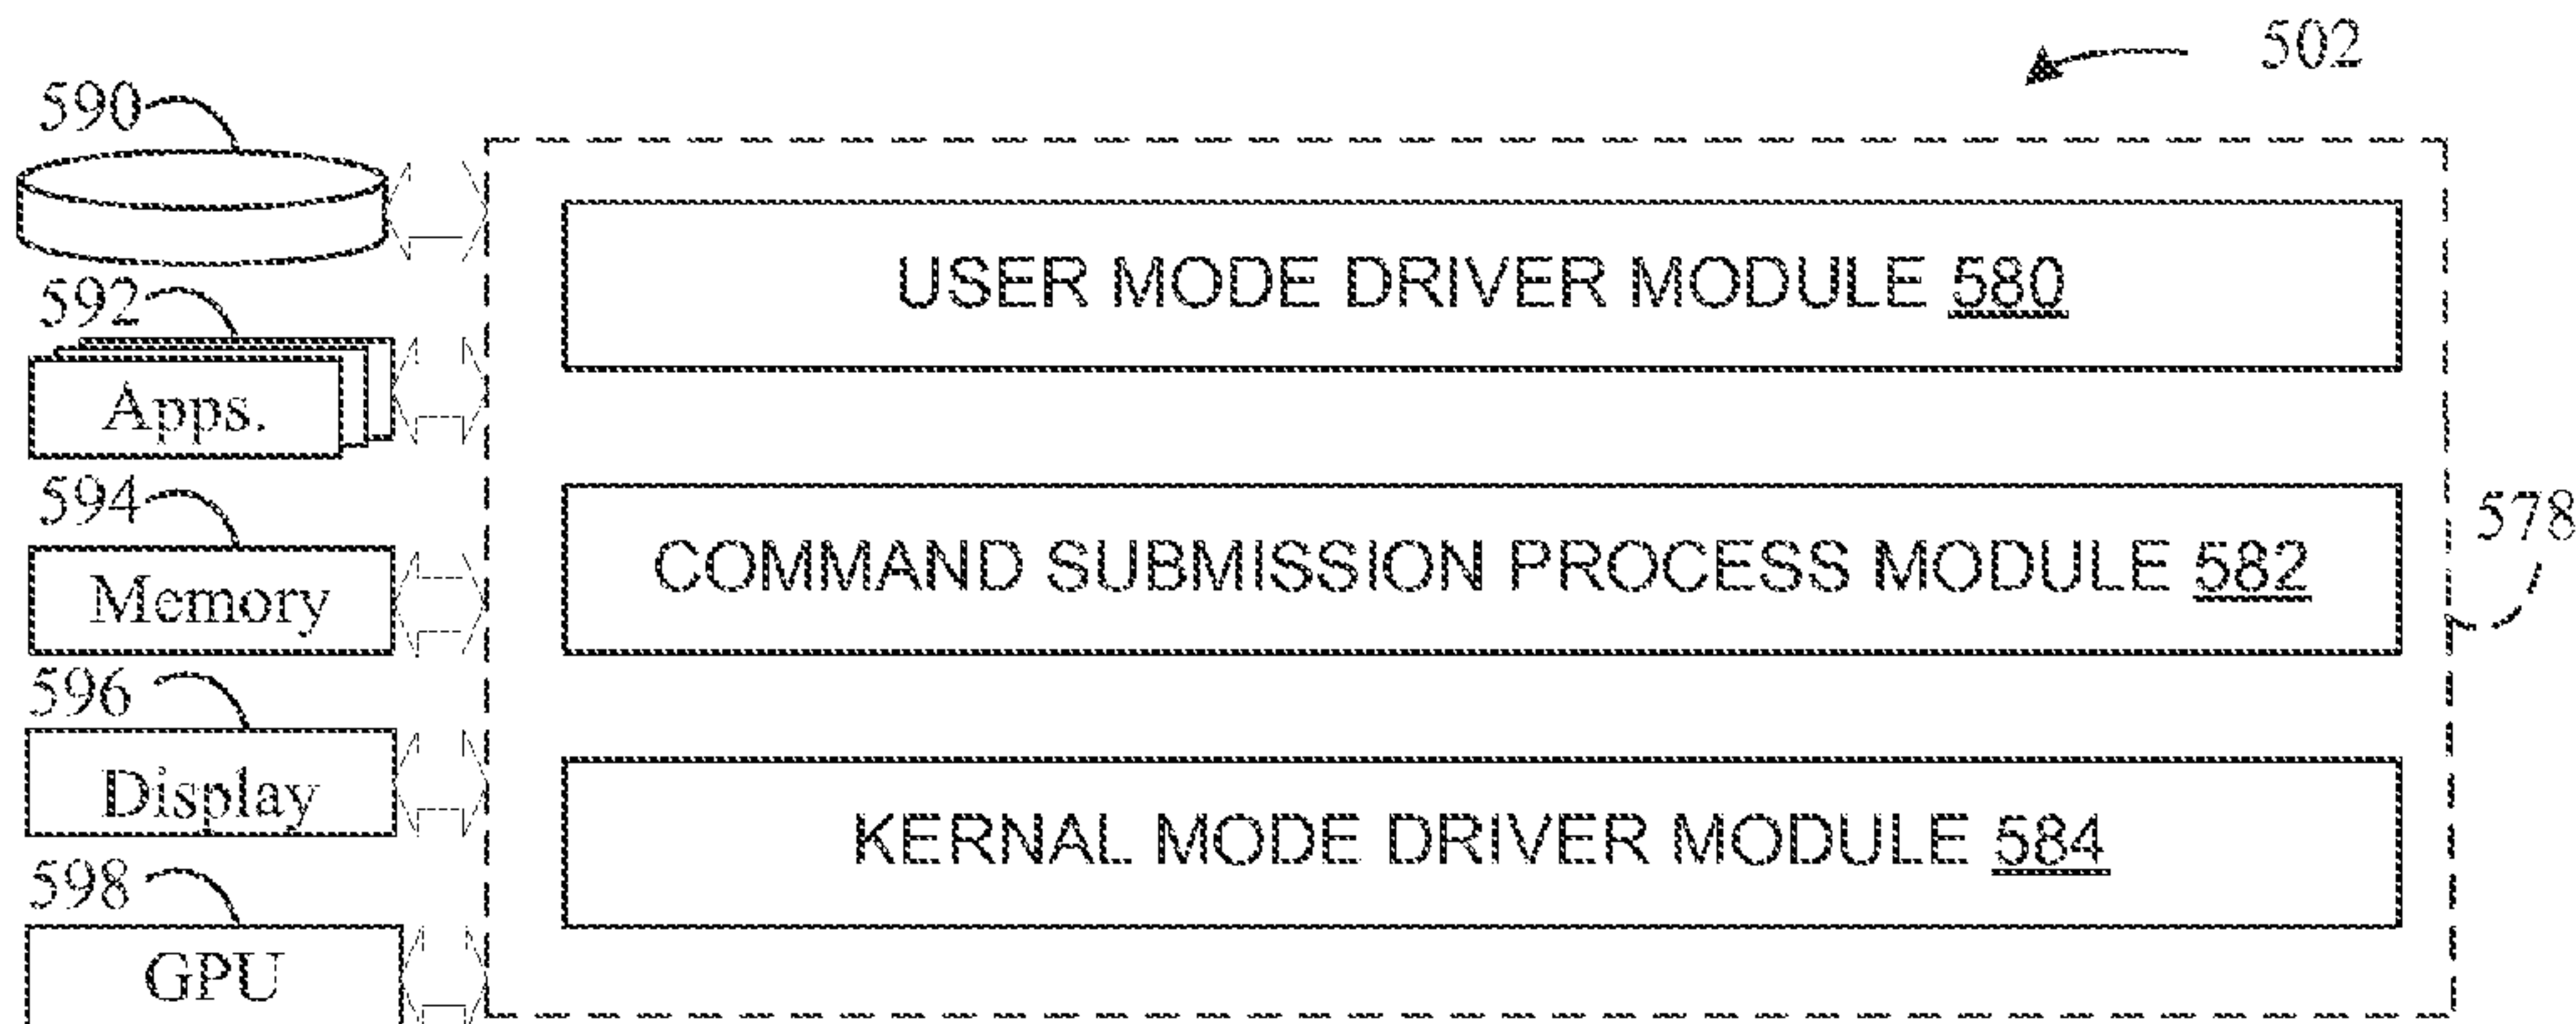 502
590
USER MODE DRIVER MODULE 580
592
Apps.
594
578
COMMAND SUBMISSION PROCESS MODULE 582
Memory
596
Display
KERNAL MODE DRIVER MODULE 584
598
GPU